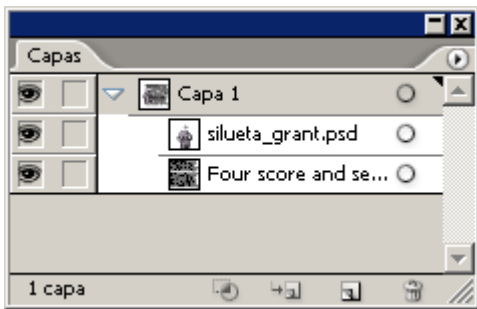 Capas
Capa 1
silueta_grant.psd
Four score and se...
1 capa